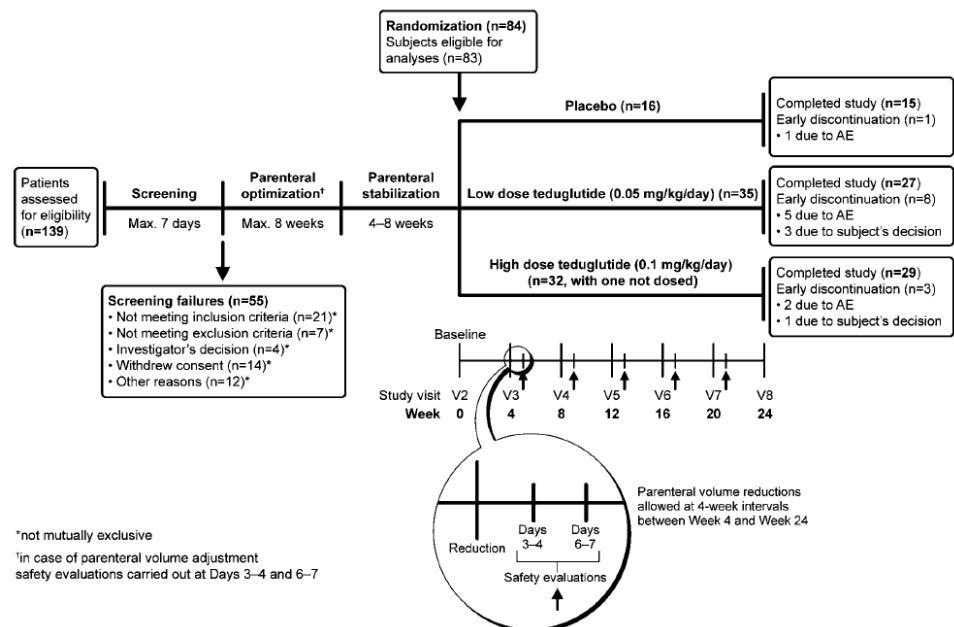 Randomization (n=84)
Subjects eligible for
analyses (n=83)
Placebo (n=16)
Completed study (n=15)
Early discontinuation (n=1)
• 1 due to AE
Patients
assessed
for eligibility
(n=139)
Screening
Max. 7 days
Parenteral
optimization†
Max. 8 weeks
Parenteral
stabilization
4–8 weeks
Low dose teduglutide (0.05 mg/kg/day) (n=35)
Completed study (n=27)
Early discontinuation (n=8)
• 5 due to AE
• 3 due to subject's decision
High dose teduglutide (0.1 mg/kg/day)
(n=32, with one not dosed)
Completed study (n=29)
Early discontinuation (n=3)
• 2 due to AE
• 1 due to subject's decision
Screening failures (n=55)
• Not meeting inclusion criteria (n=21)*
• Not meeting exclusion criteria (n=7)*
• Investigator's decision (n=4)*
• Withdrew consent (n=14)*
• Other reasons (n=12)*
Baseline
Study visit V2 V3 V4 V5 V6 V7 V8
Week 0 4 8 12 16 20 24
Reduction
Days
3–4
Days
6–7
Safety evaluations
Parenteral volume reductions
allowed at 4-week intervals
between Week 4 and Week 24
*not mutually exclusive
†in case of parenteral volume adjustment
safety evaluations carried out at Days 3–4 and 6–7